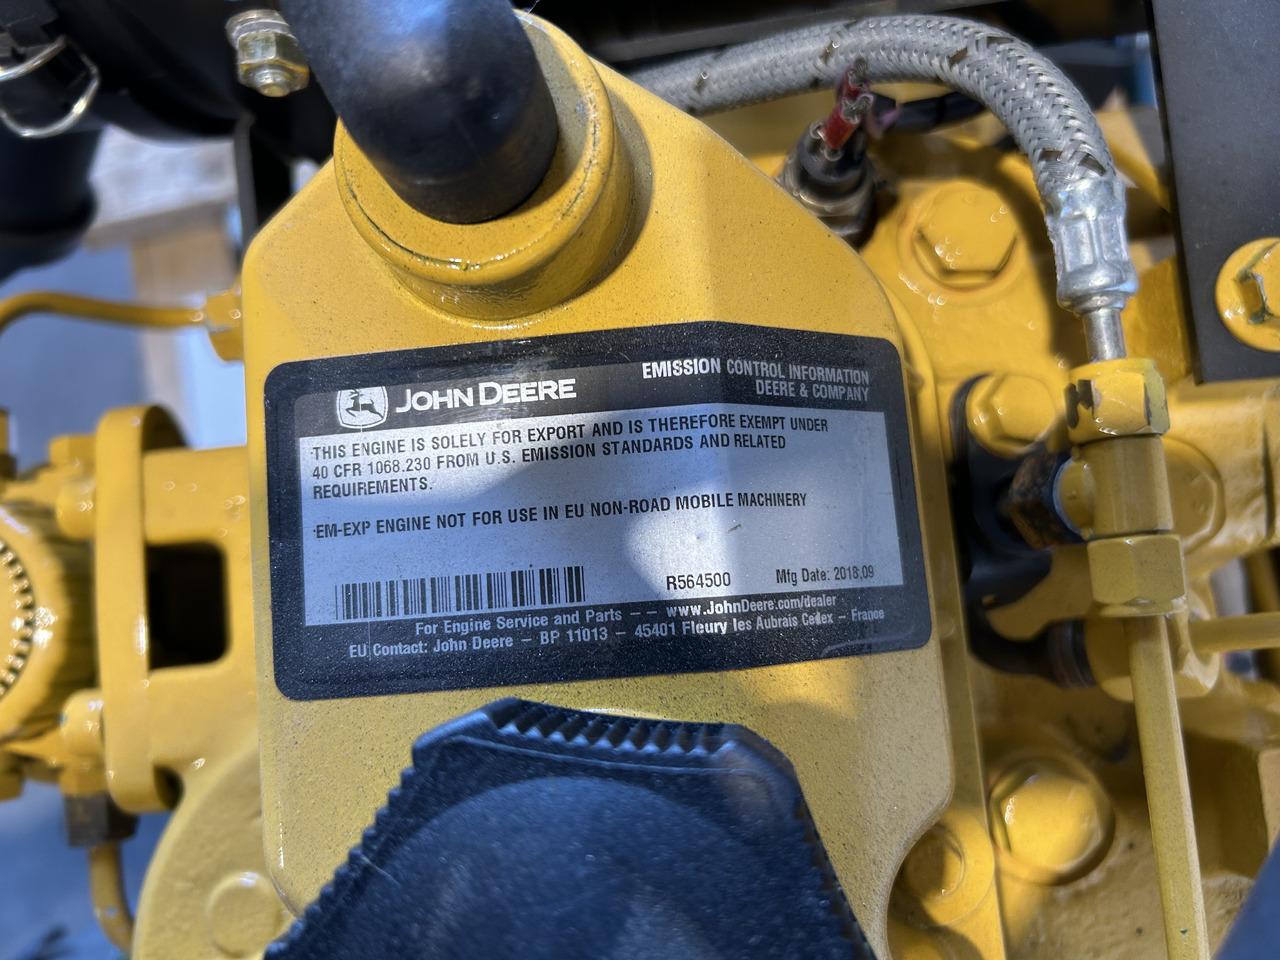 JOHN DEERE
EMISSION CONTROL INFORMATION
DEERE & COMPANY
THIS ENGINE IS SOLELY FOR EXPORT AND IS THEREFORE EXEMPT UNDER
40 CFR 1068.230 FROM U.S. EMISSION STANDARDS AND RELATED
REQUIREMENTS.
EM-EXP ENGINE NOT FOR USE IN EU NON-ROAD MOBILE MACHINERY
R564500 Mfg Date: 2018.09
For Engine Service and Parts –– www.JohnDeere.com/dealer
EU Contact: John Deere – BP 11013 – 45401 Fleury les Aubrais Cedex – France